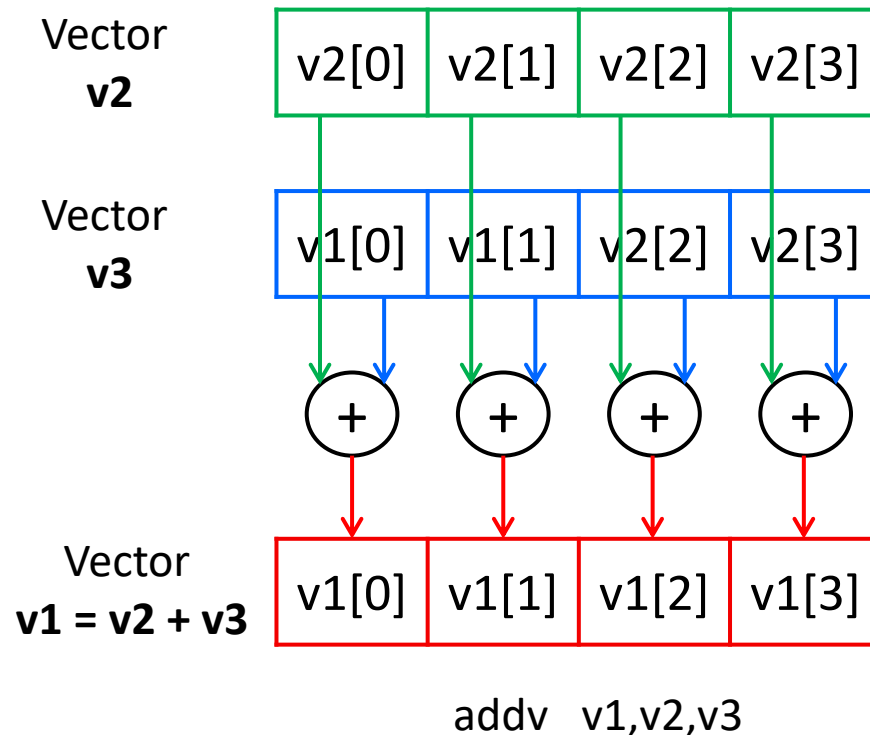 Vector
v2
v2[0] v2[1] v2[2] v2[3]
Vector
v3
v1[0] v1[1] v2[2] v2[3]
+ + + +
Vector
v1 = v2 + v3
v1[0] v1[1] v1[2] v1[3]
addv v1,v2,v3